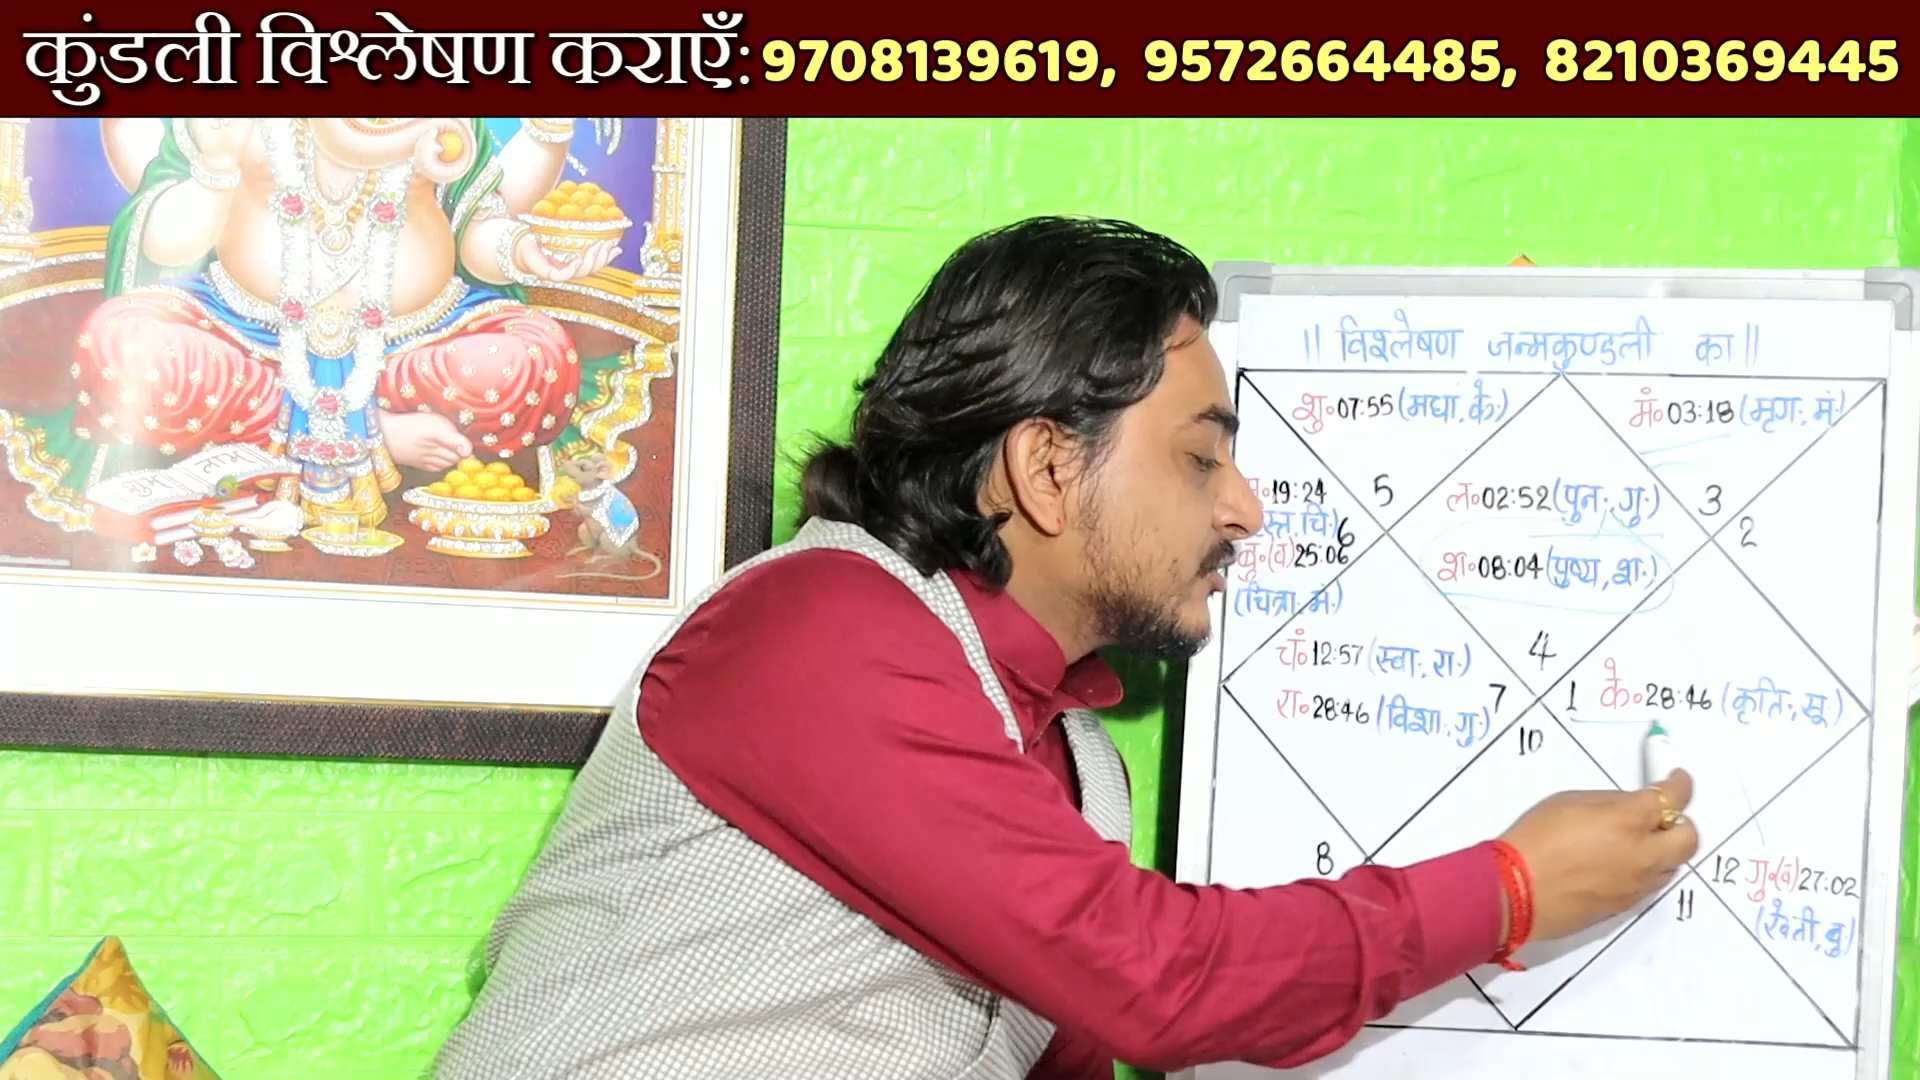 कुंडली विश्लेषण कराएँ: 9708139619, 9572664485, 8210369445
|| विश्लेषण जन्मकुण्डली का ||
शु॰07:55 (मघा, के॰)
मं॰ 03:18 (मृग॰, मं॰)
19:24
5
ल॰02:52 (पुन॰, गु॰)
3
6
2
बु॰(व)25:06
श॰08:04 (पुष्य, श॰)
(चित्रा, मं॰)
चं॰12:57 (स्वा॰, रा॰)
4
रा॰ 28:46 (विशा॰, गु॰)
7
1 के॰28:46 (कृति॰, सू॰)
10
8
12 गु॰(व)27:02
11
(रेवती, बु॰)
शुभ
लाभ